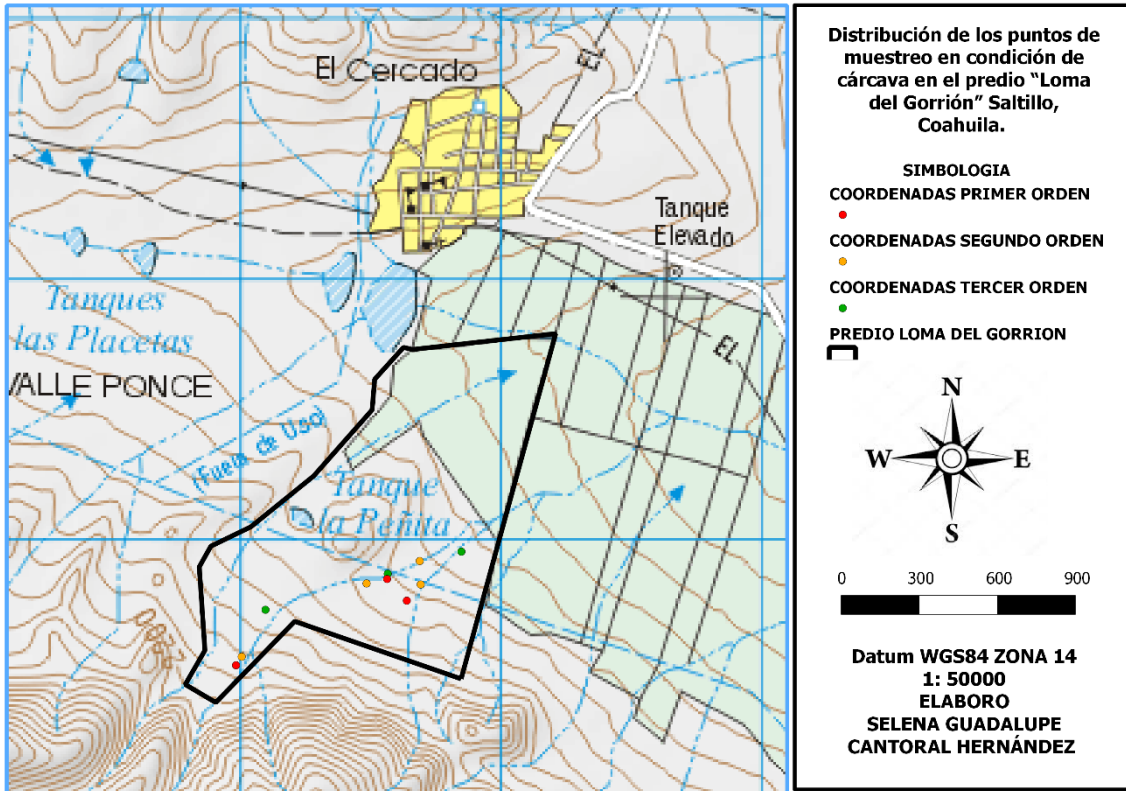 El Cercado
Tanque
Elevado
Tanques
las Placetas
VALLE PONCE
EL
(Fuera de Uso)
Tanque
la Peñita
2200
Distribución de los puntos de
muestreo en condición de
cárcava en el predio “Loma
del Gorrión” Saltillo,
Coahuila.
SIMBOLOGIA
COORDENADAS PRIMER ORDEN
COORDENADAS SEGUNDO ORDEN
COORDENADAS TERCER ORDEN
PREDIO LOMA DEL GORRION
N
W
E
S
0 300 600 900
Datum WGS84 ZONA 14
1: 50000
ELABORO
SELENA GUADALUPE
CANTORAL HERNÁNDEZ